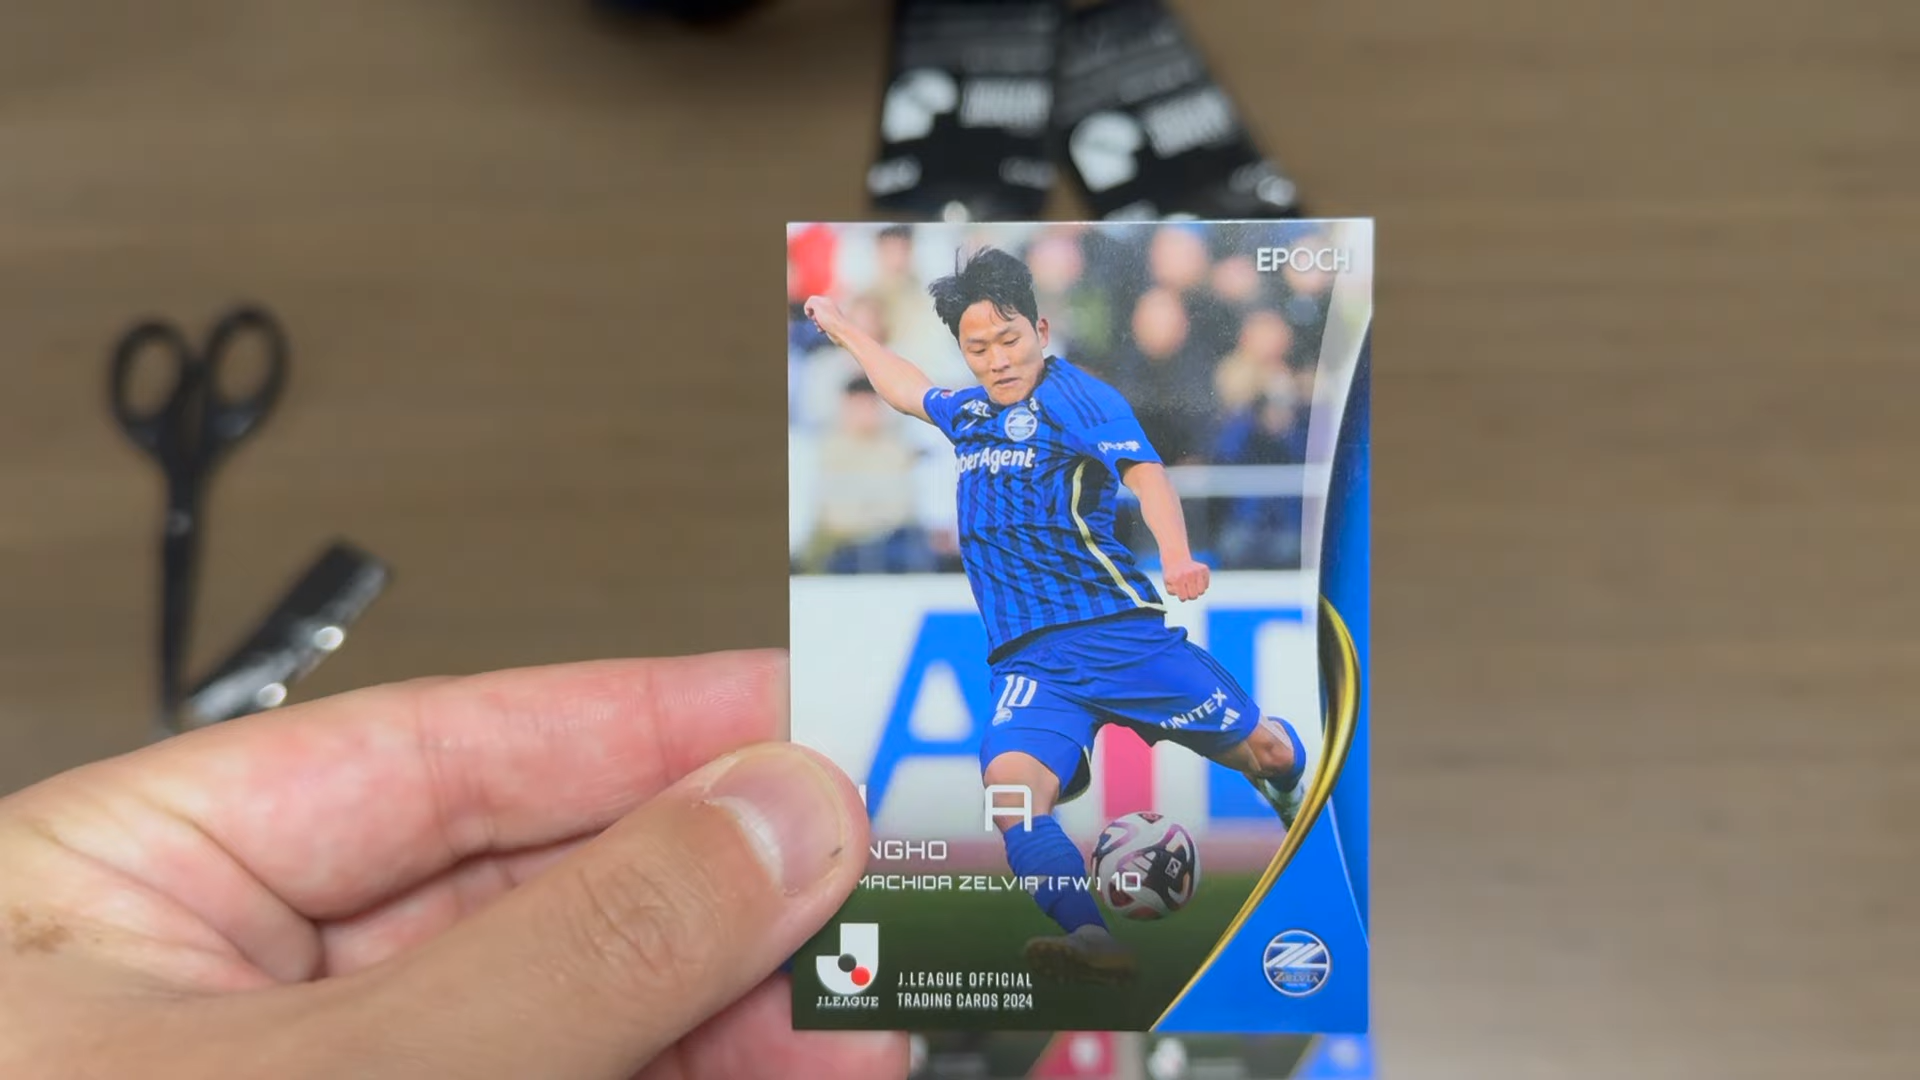 EPOCH
berAgent
10
UNITEX
A
NGHO
MACHIDA ZELVIA (FW) 10
J.LEAGUE
J.LEAGUE OFFICIAL
TRADING CARDS 2024
ZELVIA